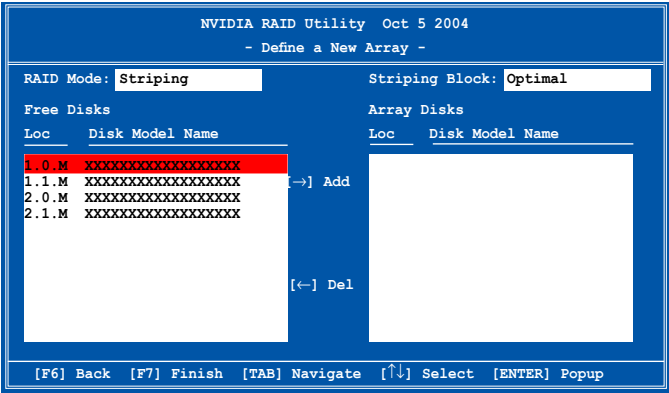 NVIDIA RAID Utility Oct 5 2004
- Define a New Array -
RAID Mode: Striping
Striping Block: Optimal
Free Disks
Array Disks
Loc Disk Model Name
Loc Disk Model Name
1.0.M XXXXXXXXXXXXXXXXXX
1.1.M XXXXXXXXXXXXXXXXXX
2.0.M XXXXXXXXXXXXXXXXXX
2.1.M XXXXXXXXXXXXXXXXXX
[→] Add
[←] Del
[F6] Back [F7] Finish [TAB] Navigate [↑↓] Select [ENTER] Popup